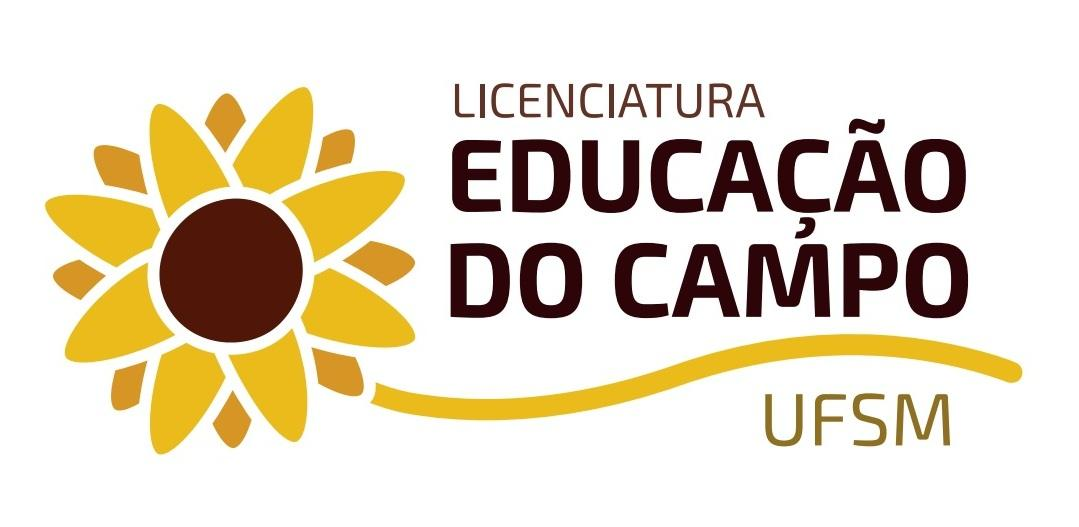 LICENCIATURA
EDUCAÇÃO
DO CAMPO
UFSM